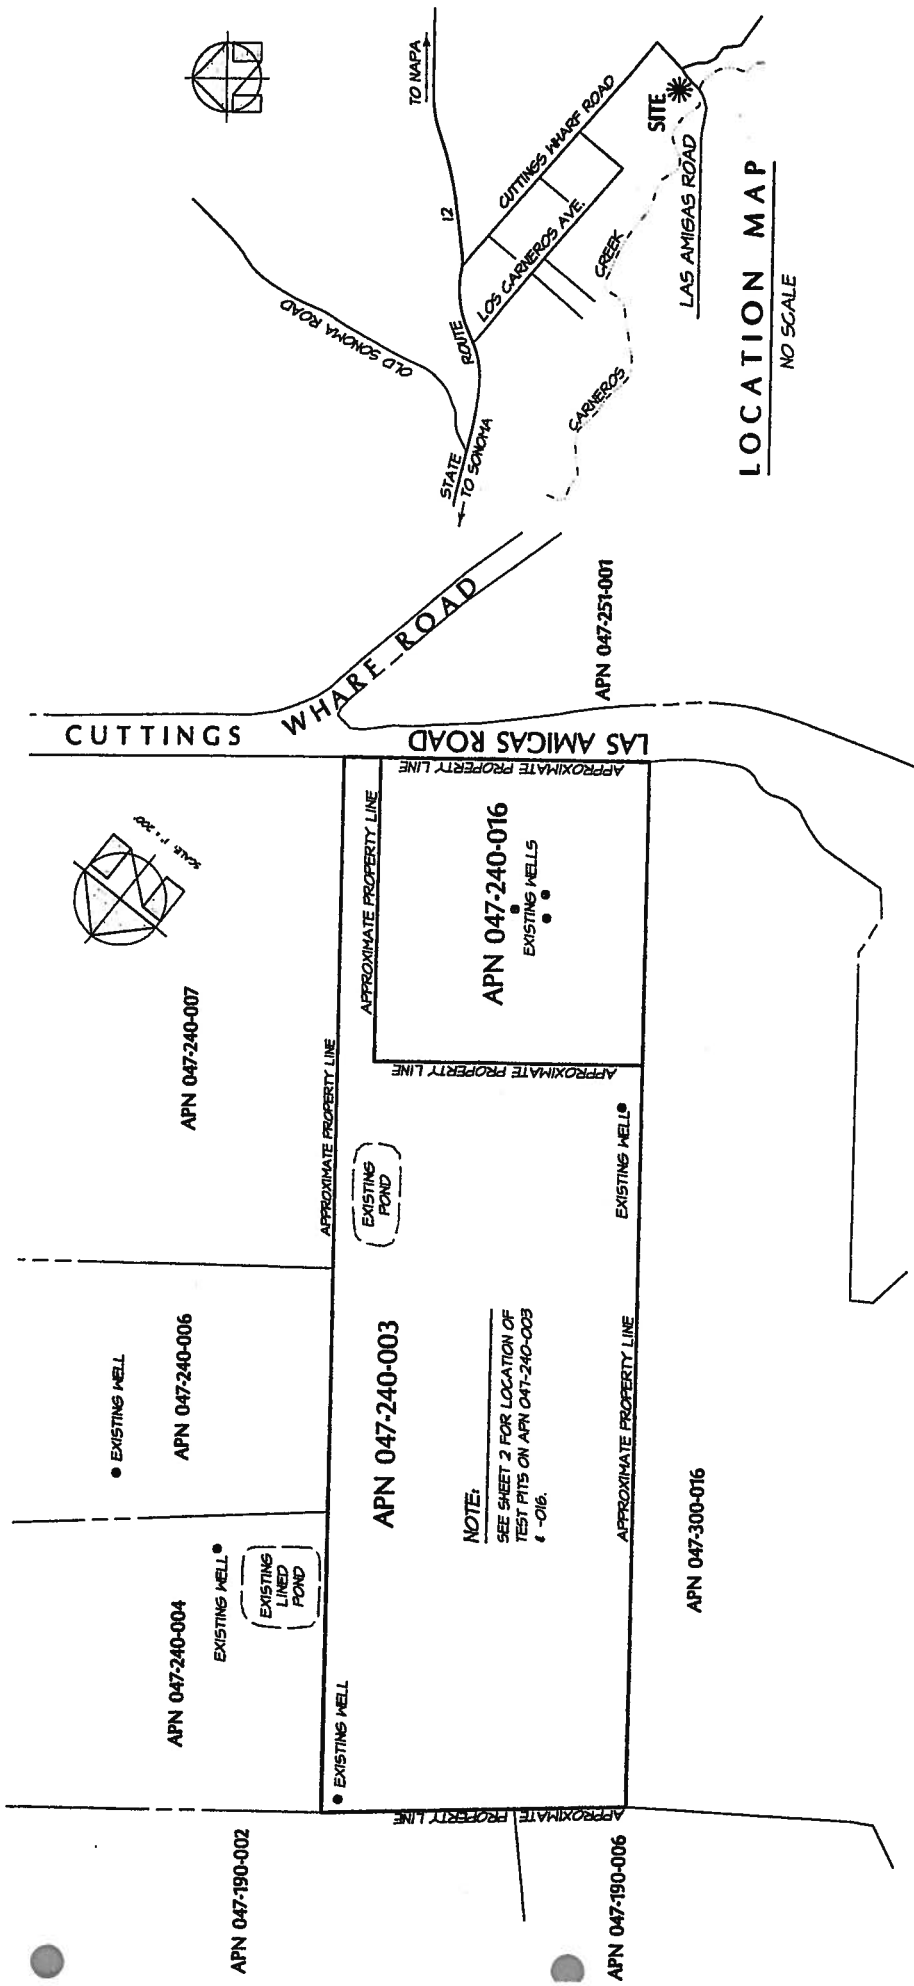 APN 047-190-002
APN 047-190-006
APN 047-240-004
EXISTING WELL
EXISTING
LINED
POND
EXISTING WELL
APN 047-240-006
APN 047-240-007
SCALE: 1" = 200'
EXISTING WELL
APPROXIMATE PROPERTY LINE
APN 047-240-003
NOTE:
SEE SHEET 2 FOR LOCATION OF
TEST PITS ON APN 047-240-003
& -016.
EXISTING
POND
APPROXIMATE PROPERTY LINE
APPROXIMATE PROPERTY LINE
EXISTING WELL
APPROXIMATE PROPERTY LINE
APPROXIMATE PROPERTY LINE
APPROXIMATE PROPERTY LINE
APN 047-240-016
EXISTING WELLS
APPROXIMATE PROPERTY LINE
APN 047-300-016
CUTTINGS WHARF ROAD
LAS AMIGAS ROAD
APN 047-251-001
N
OLD SONOMA ROAD
TO NAPA
STATE ROUTE 12
TO SONOMA
LOS CARNEROS AVE.
CUTTINGS WHARF ROAD
CARNEROS CREEK
SITE
LAS AMIGAS ROAD
LOCATION MAP
NO SCALE